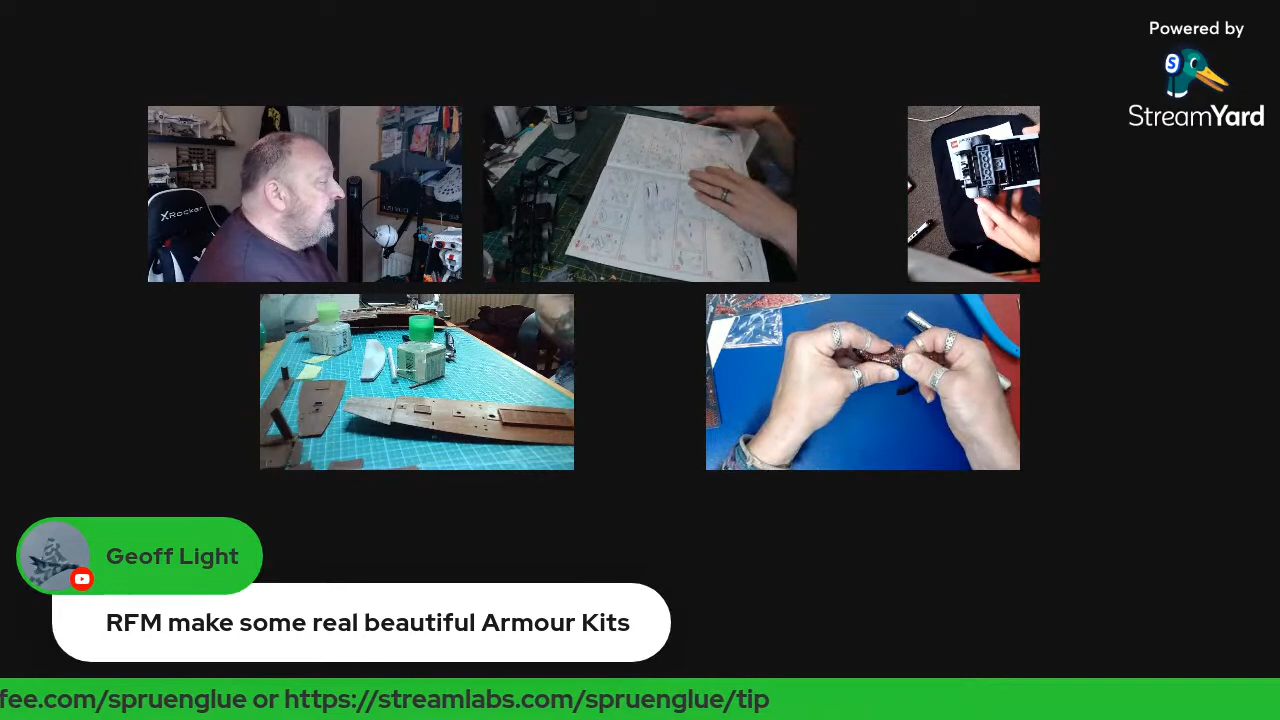 Powered by
S
StreamYard
XRocker
Geoff Light
RFM make some real beautiful Armour Kits
fee.com/spruenglue or https://streamlabs.com/spruenglue/tip